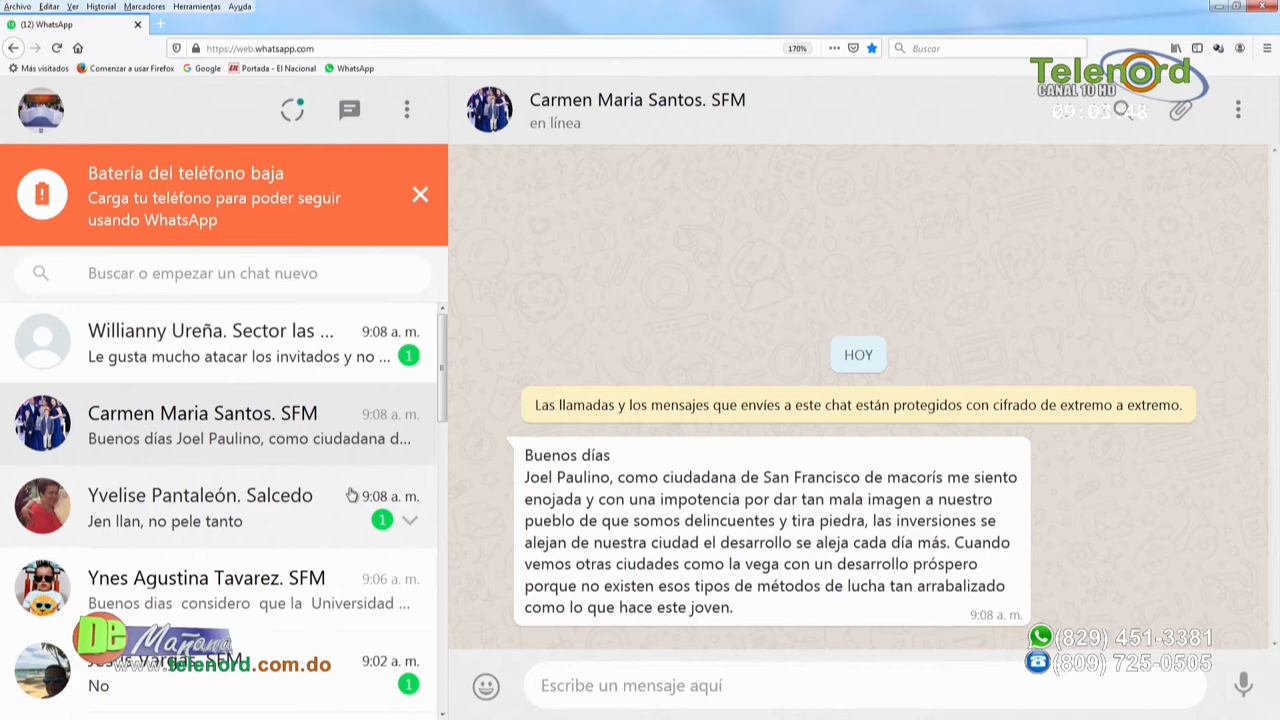 Archivo Editar Ver Historial Marcadores Herramientas Ayuda
(12) WhatsApp
https://web.whatsapp.com
170%
Buscar
Más visitados Comenzar a usar Firefox Google Portada - El Nacional WhatsApp
Telenord
CANAL 10 HD
09:03:48
Carmen Maria Santos. SFM
en línea
Batería del teléfono baja
Carga tu teléfono para poder seguir
usando WhatsApp
Buscar o empezar un chat nuevo
Willianny Ureña. Sector las ... 9:08 a. m.
Le gusta mucho atacar los invitados y no ... 1
Carmen Maria Santos. SFM 9:08 a. m.
Buenos días Joel Paulino, como ciudadana d...
Yvelise Pantaleón. Salcedo 9:08 a. m.
Jen llan, no pele tanto 1
Ynes Agustina Tavarez. SFM 9:06 a. m.
Buenos dias considero que la Universidad ...
Vargas. SFM 9:02 a. m.
No 1
De Mañana
www.telenord.com.do
HOY
Las llamadas y los mensajes que envíes a este chat están protegidos con cifrado de extremo a extremo.
Buenos días
Joel Paulino, como ciudadana de San Francisco de macorís me siento
enojada y con una impotencia por dar tan mala imagen a nuestro
pueblo de que somos delincuentes y tira piedra, las inversiones se
alejan de nuestra ciudad el desarrollo se aleja cada día más. Cuando
vemos otras ciudades como la vega con un desarrollo próspero
porque no existen esos tipos de métodos de lucha tan arrabalizado
como lo que hace este joven.
9:08 a. m.
(829) 451-3381
(809) 725-0505
Escribe un mensaje aquí